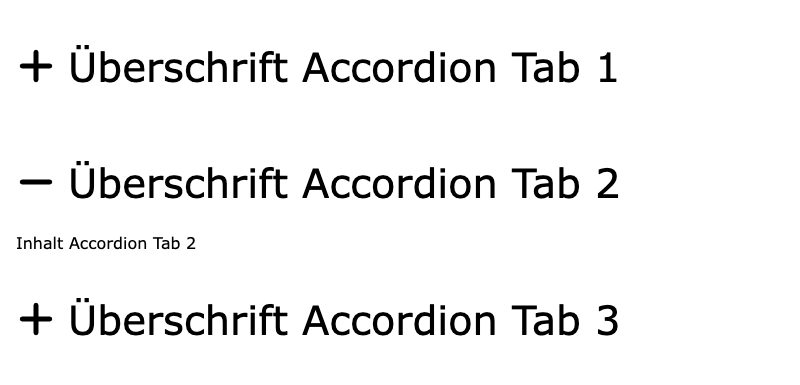 + Überschrift Accordion Tab 1
− Überschrift Accordion Tab 2
Inhalt Accordion Tab 2
+ Überschrift Accordion Tab 3